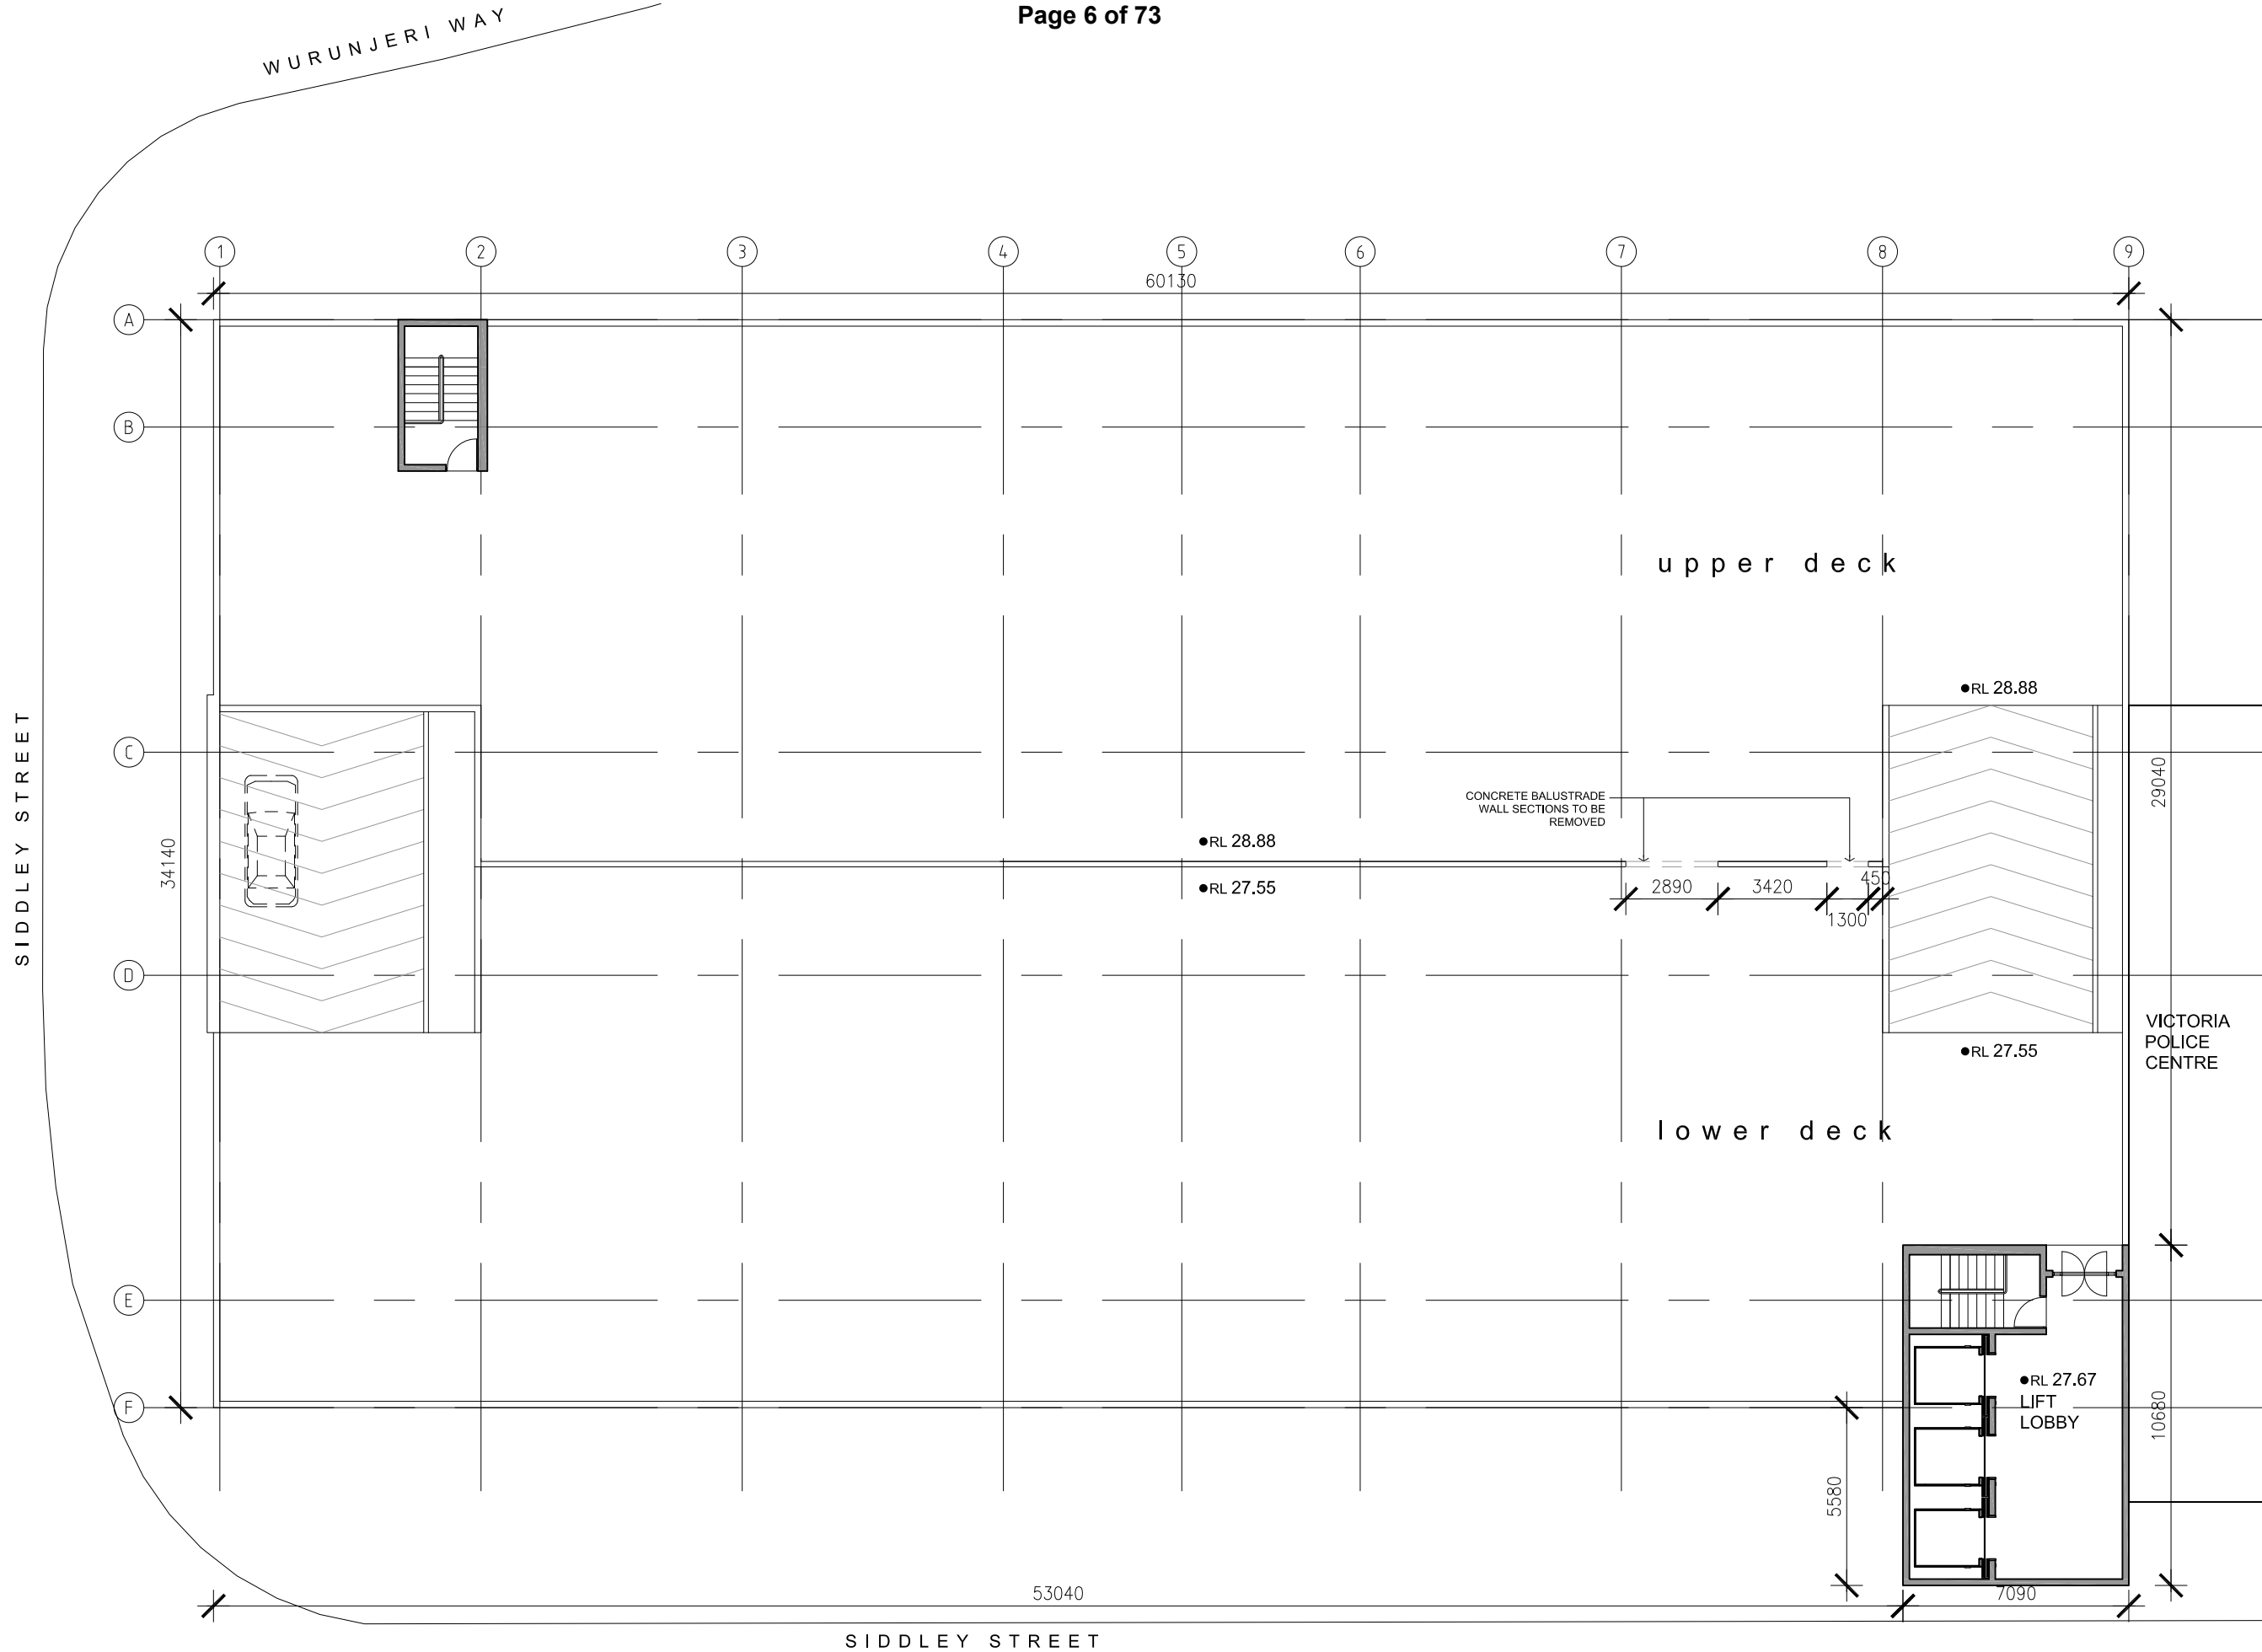 Page 6 of 73
WURUNJERI WAY
1 2 3 4 5 6 7 8 9
60130
A
B
upper deck
RL 28.88
C
SIDDLEY STREET
34140
29040
CONCRETE BALUSTRADE
WALL SECTIONS TO BE
REMOVED
RL 28.88
RL 27.55
2890 3420 450
1300
D
VICTORIA
POLICE
CENTRE
RL 27.55
lower deck
E
RL 27.67
LIFT
LOBBY
F
10680
5580
53040
7090
SIDDLEY STREET